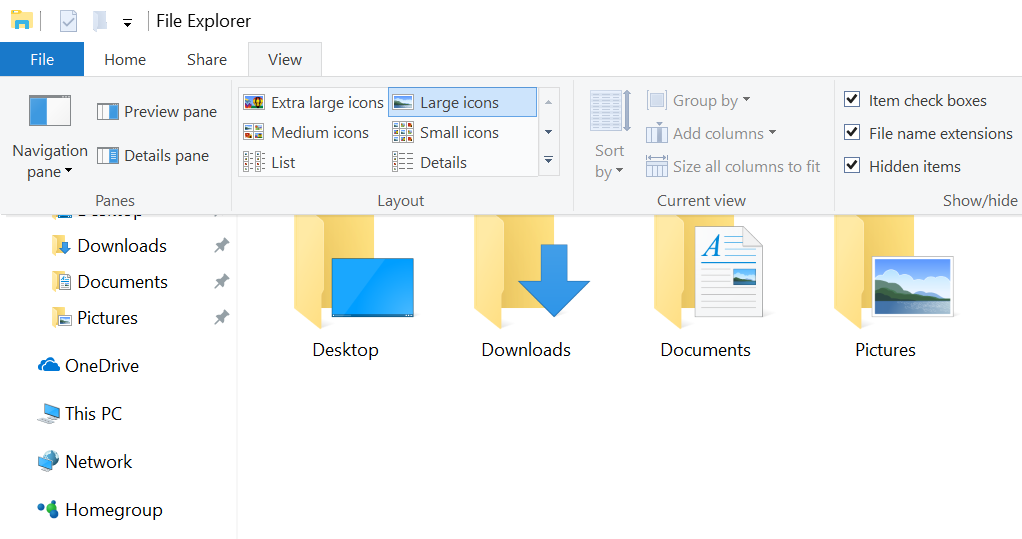 File Explorer
File Home Share View
Navigation pane
Preview pane
Details pane
Panes
Extra large icons Large icons
Medium icons Small icons
List Details
Layout
Sort by
Group by
Add columns
Size all columns to fit
Current view
Item check boxes
File name extensions
Hidden items
Show/hide
Desktop
Downloads
Documents
Pictures
OneDrive
This PC
Network
Homegroup
Desktop Downloads Documents Pictures